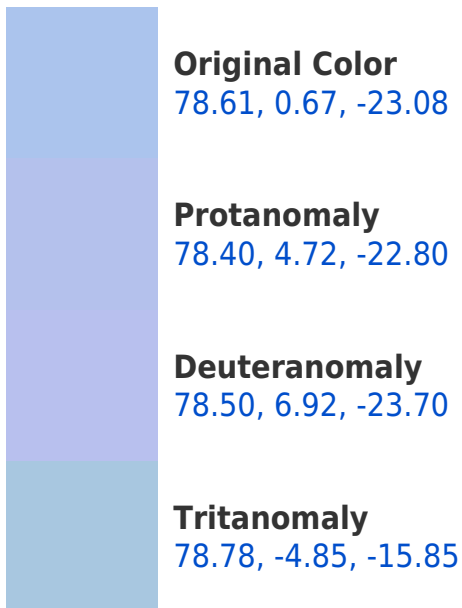 Original Color
78.61, 0.67, -23.08
Protanomaly
78.40, 4.72, -22.80
Deuteranomaly
78.50, 6.92, -23.70
Tritanomaly
78.78, -4.85, -15.85